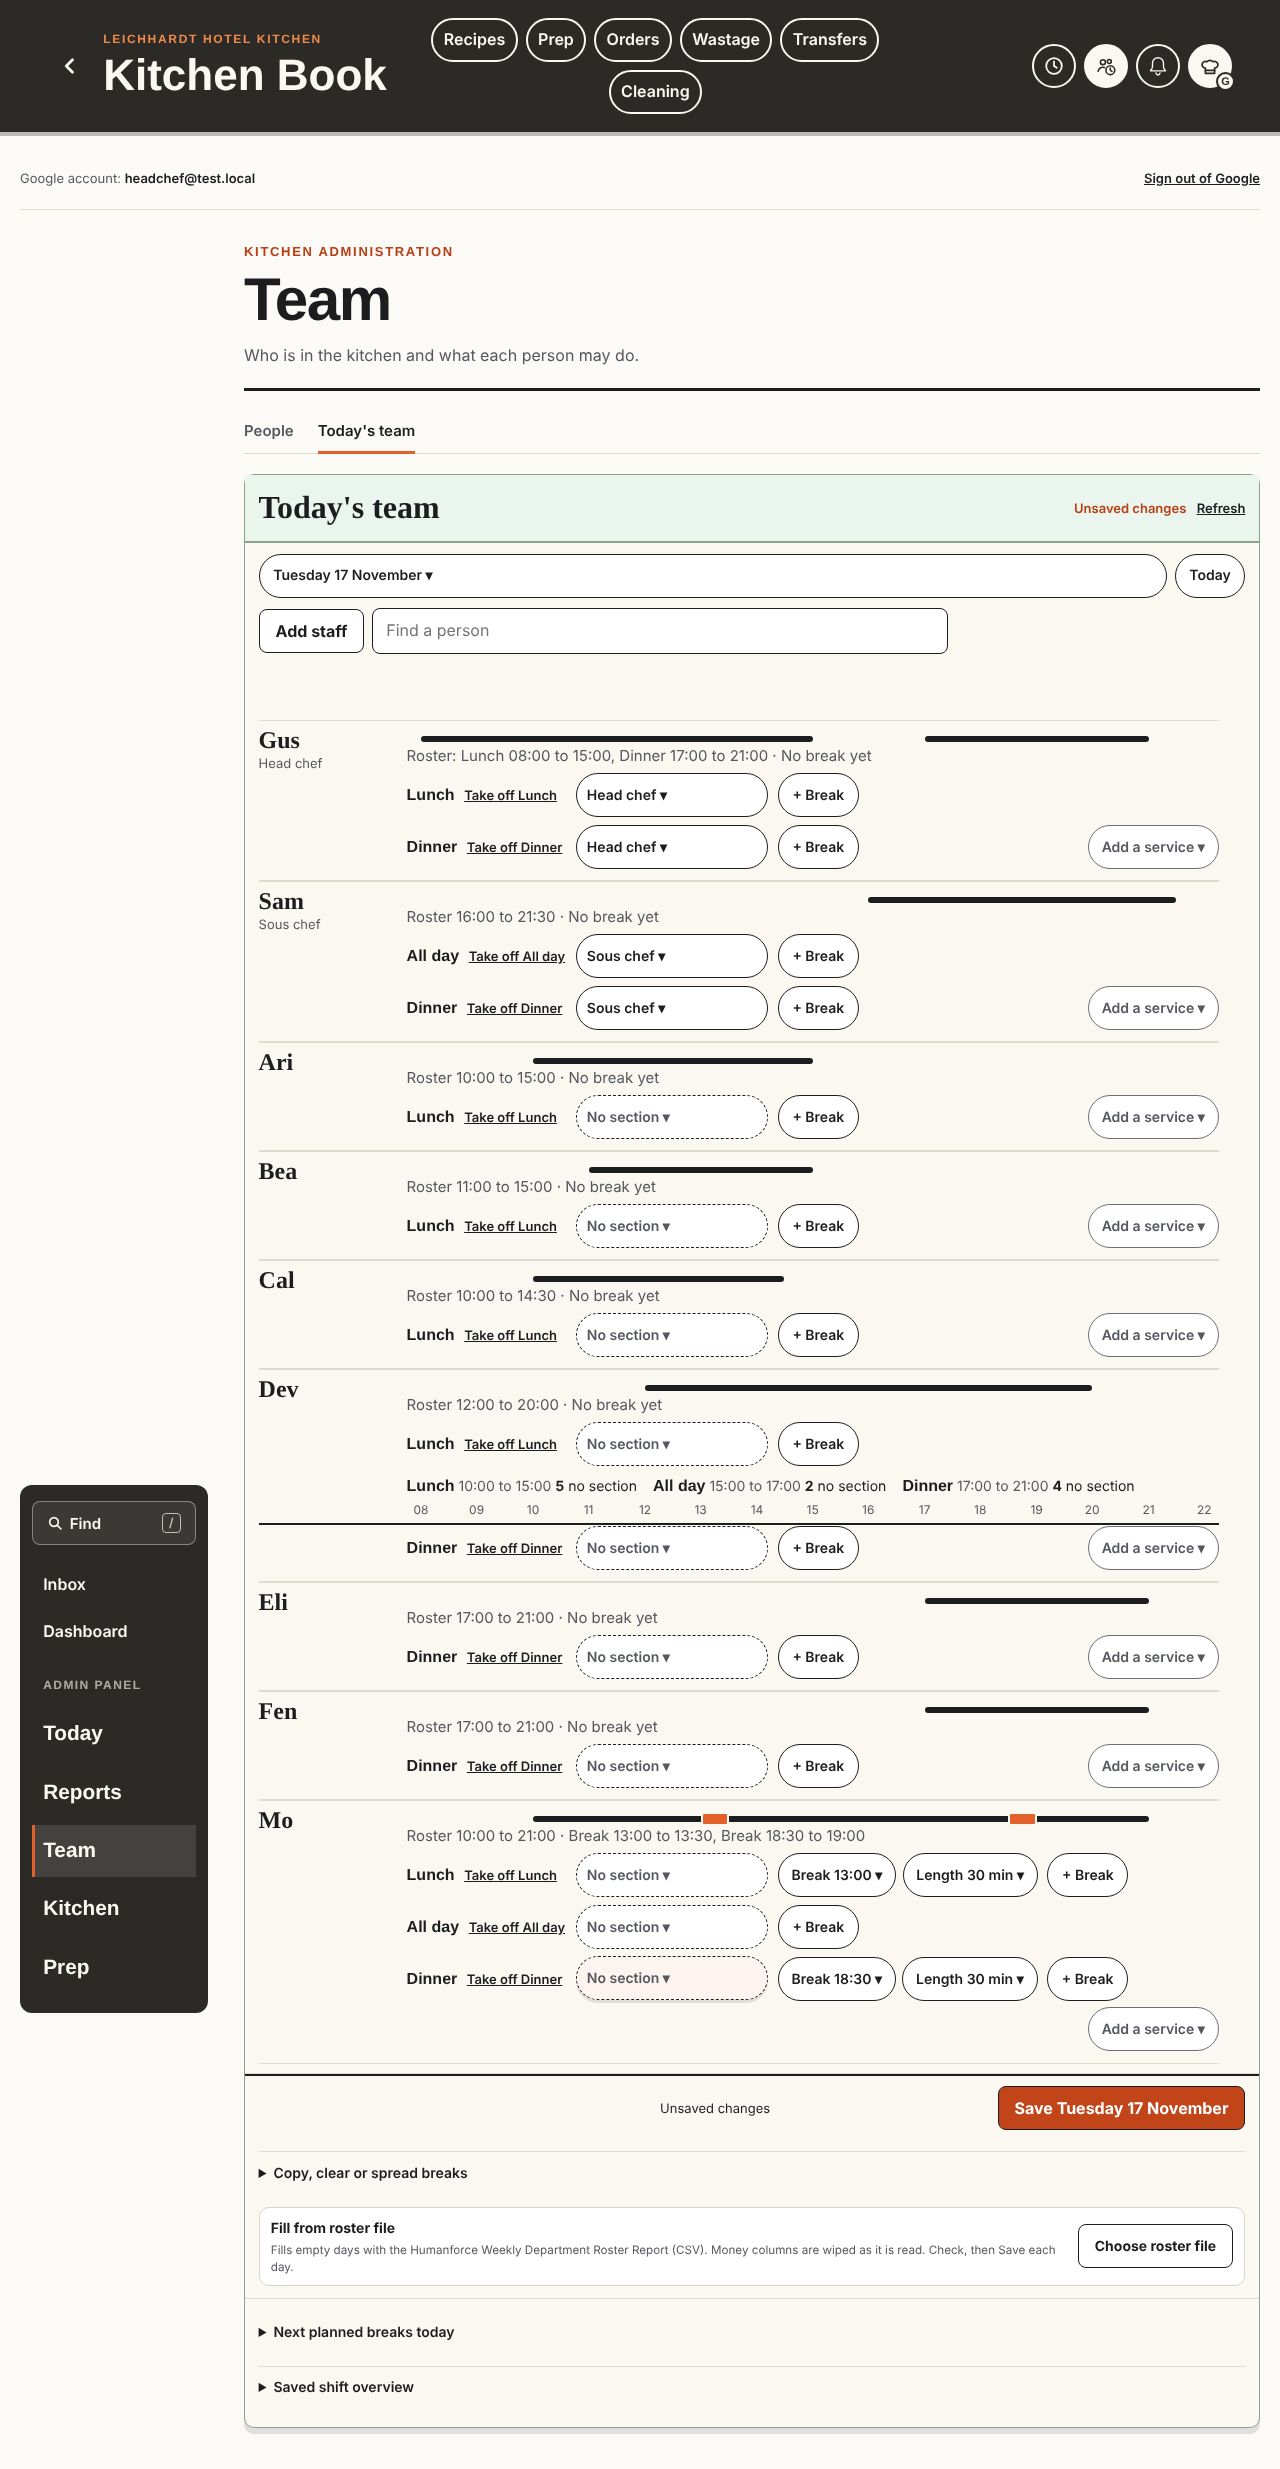 LEICHHARDT HOTEL KITCHEN
Kitchen Book
Recipes Prep Orders Wastage Transfers
Cleaning
G
Google account: headchef@test.local
Sign out of Google
KITCHEN ADMINISTRATION
Team
Who is in the kitchen and what each person may do.
People Today's team
Today's team
Unsaved changes Refresh
Tuesday 17 November ▾ Today
Add staff Find a person
Gus
Head chef
Roster: Lunch 08:00 to 15:00, Dinner 17:00 to 21:00 · No break yet
Lunch Take off Lunch Head chef ▾ + Break
Dinner Take off Dinner Head chef ▾ + Break Add a service ▾
Sam
Sous chef
Roster 16:00 to 21:30 · No break yet
All day Take off All day Sous chef ▾ + Break
Dinner Take off Dinner Sous chef ▾ + Break Add a service ▾
Ari
Roster 10:00 to 15:00 · No break yet
Lunch Take off Lunch No section ▾ + Break Add a service ▾
Bea
Roster 11:00 to 15:00 · No break yet
Lunch Take off Lunch No section ▾ + Break Add a service ▾
Cal
Roster 10:00 to 14:30 · No break yet
Lunch Take off Lunch No section ▾ + Break Add a service ▾
Dev
Roster 12:00 to 20:00 · No break yet
Lunch Take off Lunch No section ▾ + Break
Lunch 10:00 to 15:00 5 no section All day 15:00 to 17:00 2 no section Dinner 17:00 to 21:00 4 no section
08 09 10 11 12 13 14 15 16 17 18 19 20 21 22
Dinner Take off Dinner No section ▾ + Break Add a service ▾
Eli
Roster 17:00 to 21:00 · No break yet
Dinner Take off Dinner No section ▾ + Break Add a service ▾
Fen
Roster 17:00 to 21:00 · No break yet
Dinner Take off Dinner No section ▾ + Break Add a service ▾
Mo
Roster 10:00 to 21:00 · Break 13:00 to 13:30, Break 18:30 to 19:00
Lunch Take off Lunch No section ▾ Break 13:00 ▾ Length 30 min ▾ + Break
All day Take off All day No section ▾ + Break
Dinner Take off Dinner No section ▾ Break 18:30 ▾ Length 30 min ▾ + Break
Add a service ▾
Unsaved changes Save Tuesday 17 November
Copy, clear or spread breaks
Fill from roster file
Fills empty days with the Humanforce Weekly Department Roster Report (CSV). Money columns are wiped as it is read. Check, then Save each
day.
Choose roster file
Next planned breaks today
Saved shift overview
Find /
Inbox
Dashboard
ADMIN PANEL
Today
Reports
Team
Kitchen
Prep